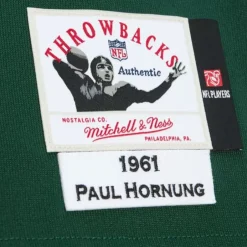 THROWBACKS
NFL
Authentic
NOSTALGIA CO.
Mitchell & Ness
PHILADELPHIA, PA.
NFL PLAYERS
1961
PAUL HORNUNG